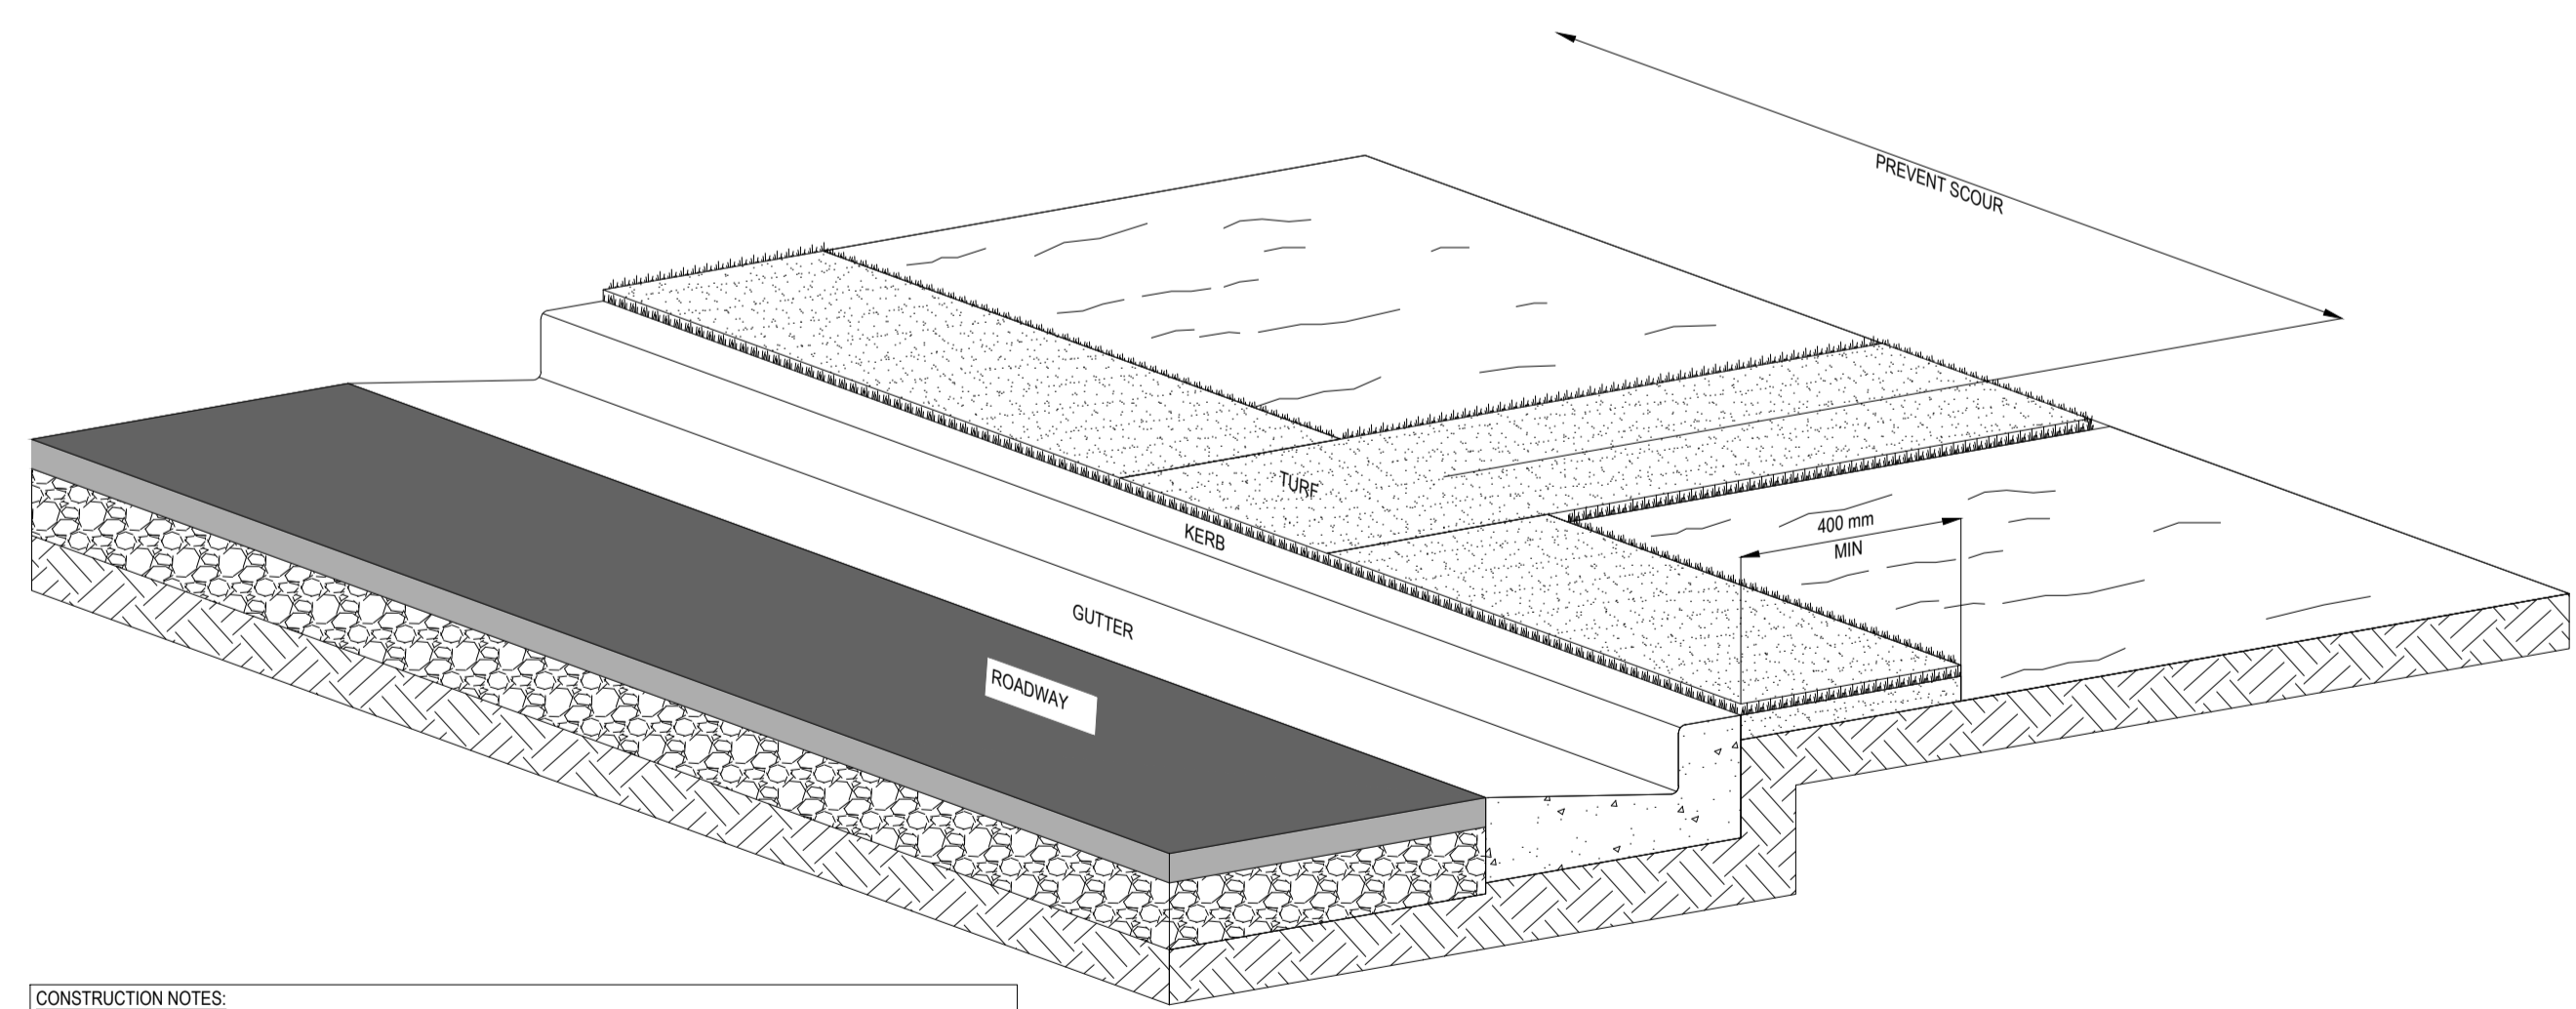 PREVENT SCOUR
TURF
400 mm
MIN
KERB
GUTTER
ROADWAY
CONSTRUCTION NOTES: